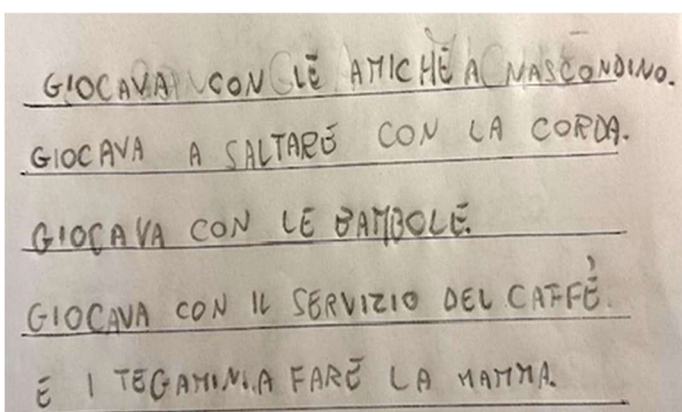 GIOCAVA CON LE AMICHE A NASCONDINO.
GIOCAVA A SALTARE CON LA CORDA.
GIOCAVA CON LE BAMBOLE.
GIOCAVA CON IL SERVIZIO DEL CAFFÈ.
E I TEGAMINI.A FARE LA MAMMA.